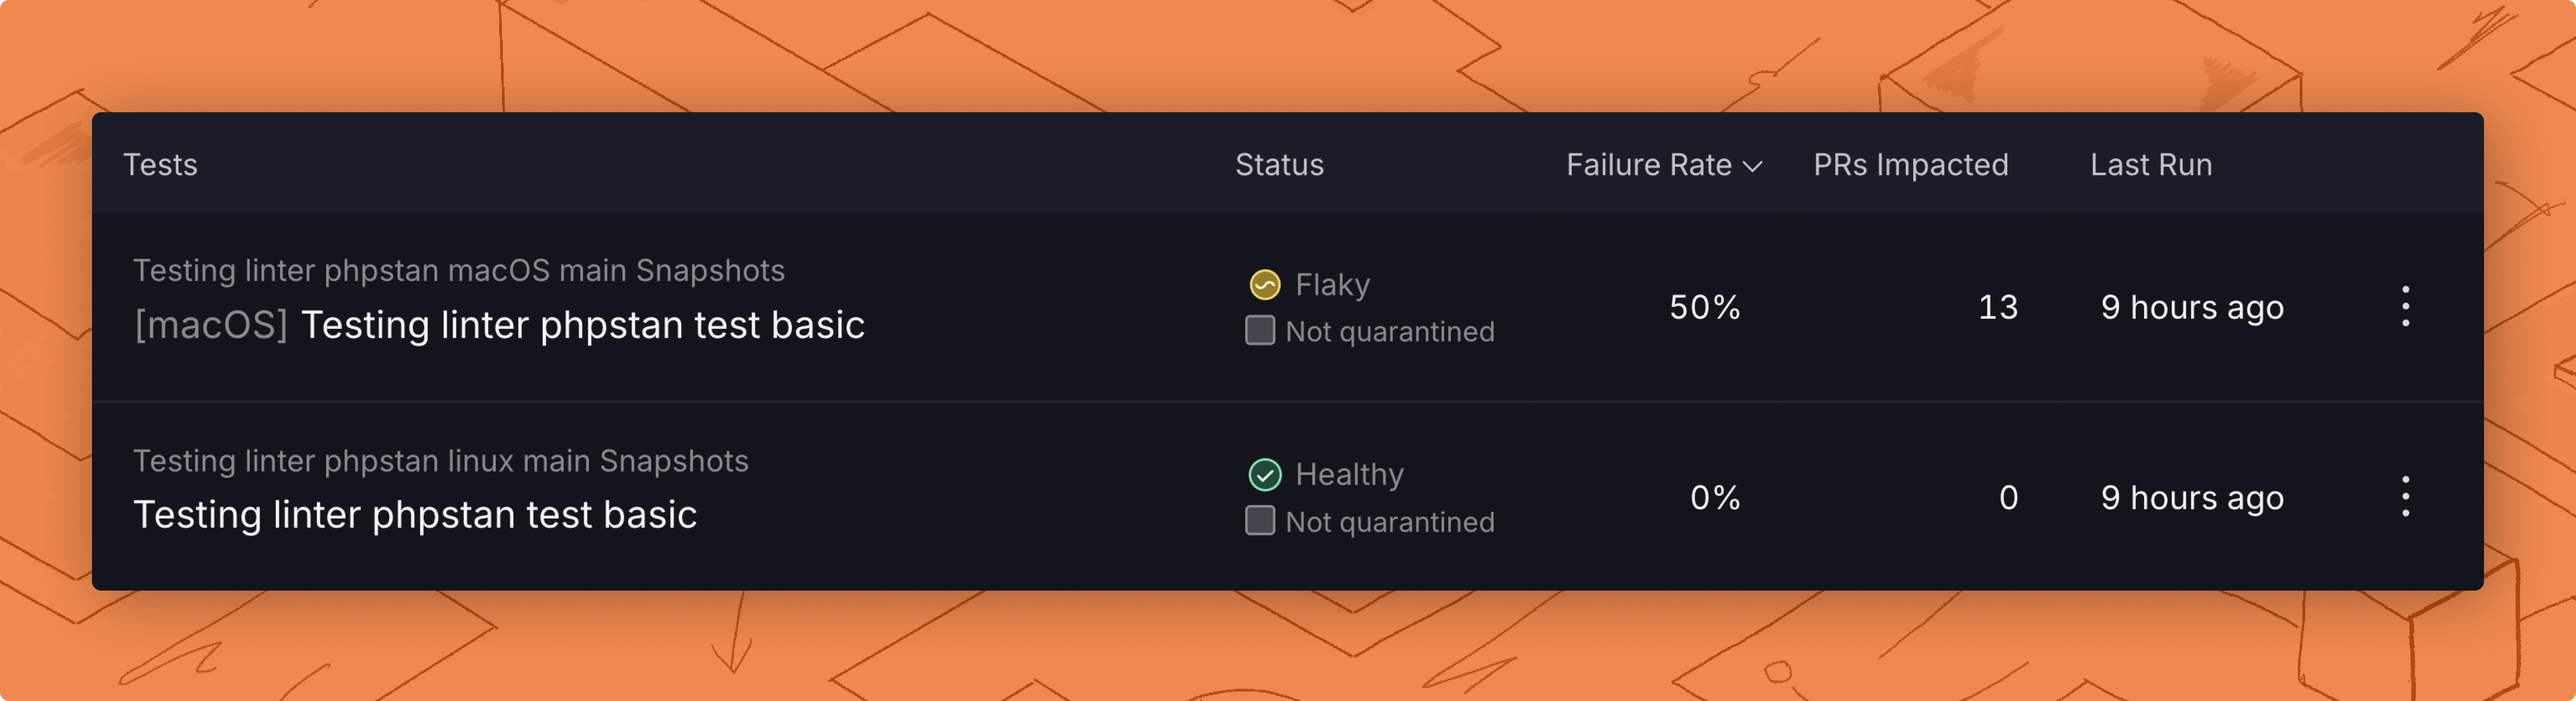 Tests Status Failure Rate PRs Impacted Last Run
Testing linter phpstan macOS main Snapshots
[macOS] Testing linter phpstan test basic
Flaky
Not quarantined
50% 13 9 hours ago
Testing linter phpstan linux main Snapshots
Testing linter phpstan test basic
Healthy
Not quarantined
0% 0 9 hours ago